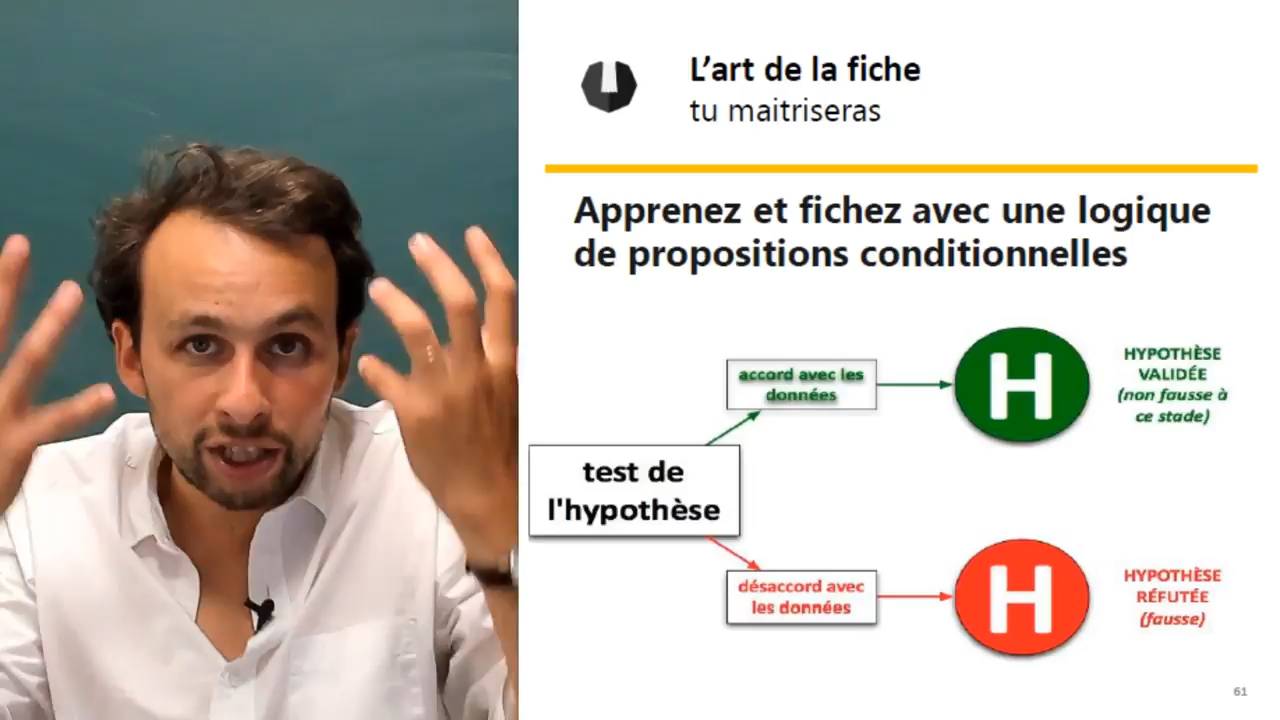 L’art de la fiche
tu maitriseras
Apprenez et fichez avec une logique
de propositions conditionnelles
accord avec les
données
H
HYPOTHÈSE
VALIDÉE
(non fausse à
ce stade)
test de
l'hypothèse
désaccord avec
les données
H
HYPOTHÈSE
RÉFUTÉE
(fausse)
61